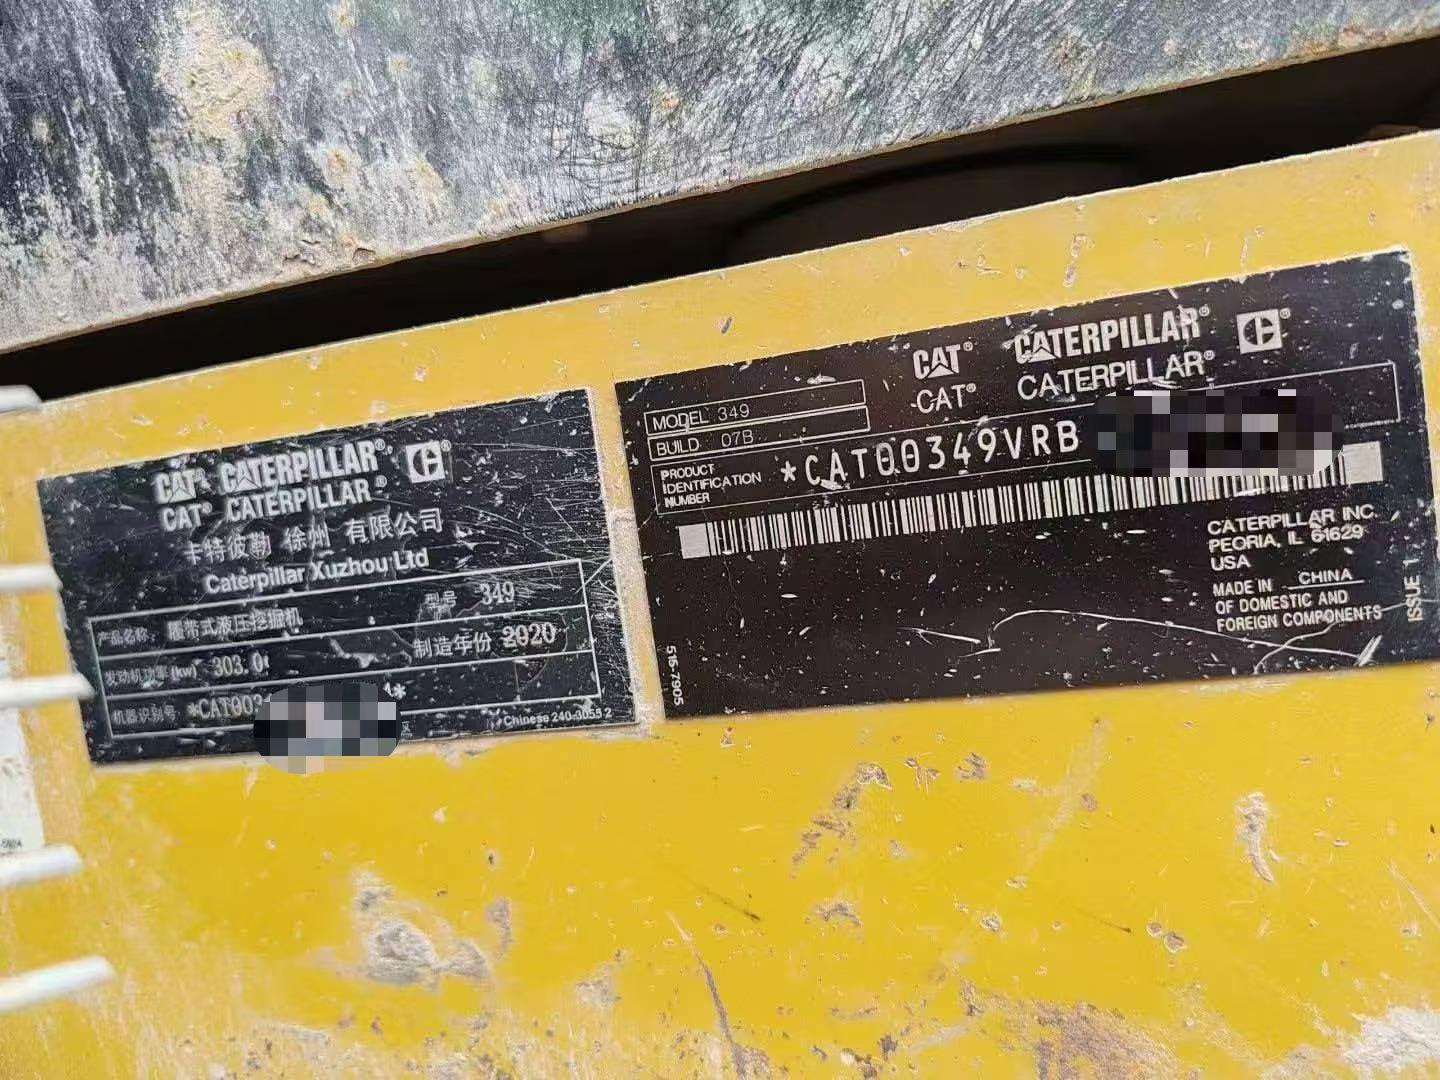 CAT® CATERPILLAR®
CAT® CATERPILLAR®
卡特彼勒 徐州 有限公司
Caterpillar Xuzhou Ltd
产品名称: 履带式液压挖掘机 型号 349
发动机功率(kw) 303.0 制造年份 2020
机器识别号: *CAT003
Chinese 240-3055 2
CAT® CATERPILLAR®
CAT® CATERPILLAR®
MODEL 349
BUILD 07B
PRODUCT
IDENTIFICATION
NUMBER
*CAT00349VRB
CATERPILLAR INC.
PEORIA, IL 61629
USA
MADE IN CHINA
OF DOMESTIC AND
FOREIGN COMPONENTS
516-7905
ISSUE 1